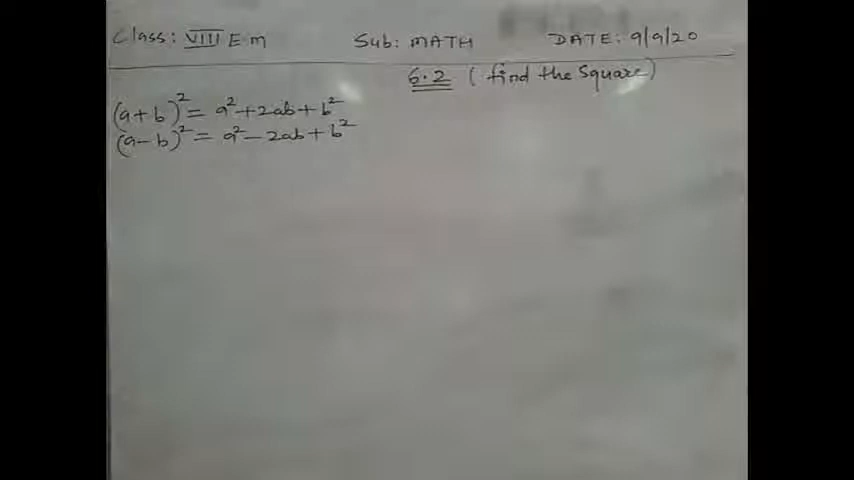 Class: VIII E.m Sub: MATH DATE: 9/9/20
6.2 (find the Square)
(a+b)² = a²+2ab+b²
(a-b)² = a²-2ab+b²